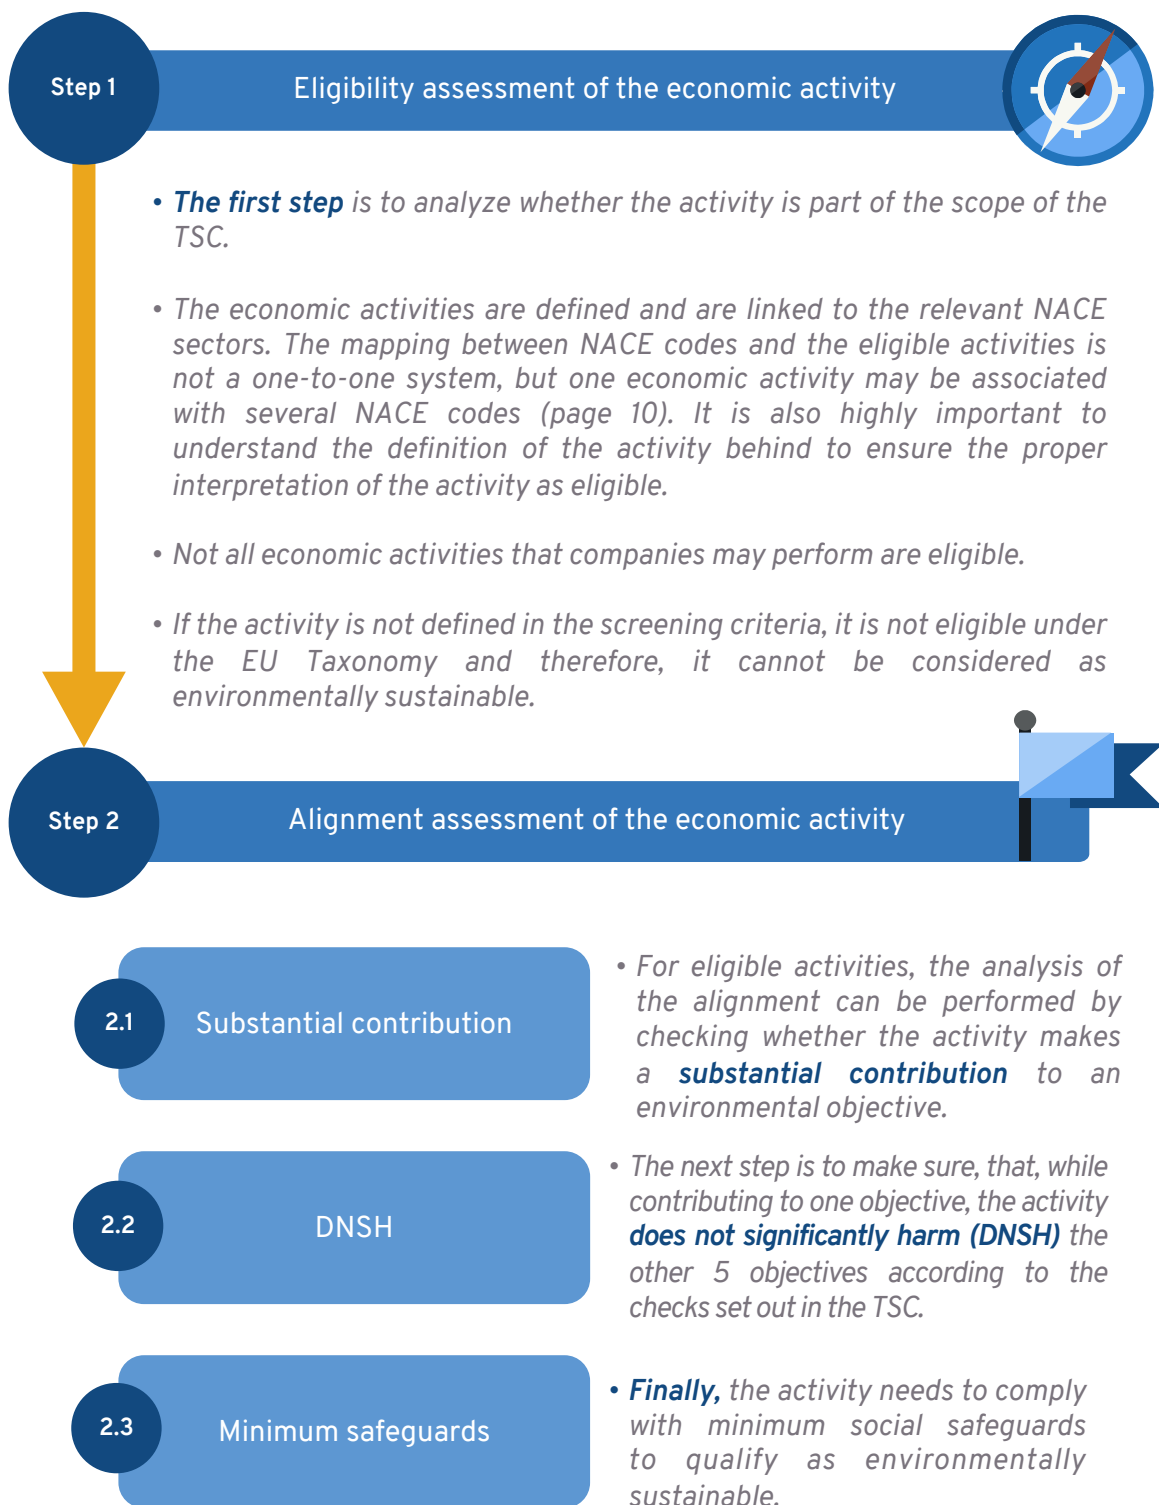 Step 1
Eligibility assessment of the economic activity
• The first step is to analyze whether the activity is part of the scope of the
TSC.
• The economic activities are defined and are linked to the relevant NACE
sectors. The mapping between NACE codes and the eligible activities is
not a one-to-one system, but one economic activity may be associated
with several NACE codes (page 10). It is also highly important to
understand the definition of the activity behind to ensure the proper
interpretation of the activity as eligible.
• Not all economic activities that companies may perform are eligible.
• If the activity is not defined in the screening criteria, it is not eligible under
the EU Taxonomy and therefore, it cannot be considered as
environmentally sustainable.
Step 2
Alignment assessment of the economic activity
2.1
Substantial contribution
• For eligible activities, the analysis of
the alignment can be performed by
checking whether the activity makes
a substantial contribution to an
environmental objective.
2.2
DNSH
• The next step is to make sure, that, while
contributing to one objective, the activity
does not significantly harm (DNSH) the
other 5 objectives according to the
checks set out in the TSC.
2.3
Minimum safeguards
• Finally, the activity needs to comply
with minimum social safeguards
to qualify as environmentally
sustainable.